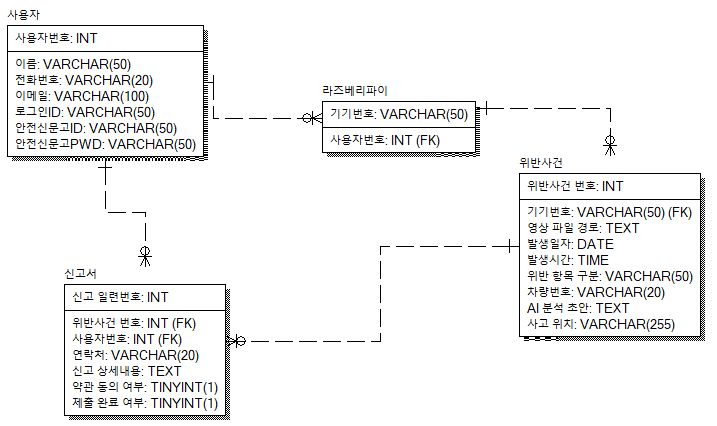 사용자
사용자번호: INT
이름: VARCHAR(50)
전화번호: VARCHAR(20)
이메일: VARCHAR(100)
로그인ID: VARCHAR(50)
안전신문고ID: VARCHAR(50)
안전신문고PWD: VARCHAR(50)
라즈베리파이
기기번호: VARCHAR(50)
사용자번호: INT (FK)
위반사건
위반사건 번호: INT
기기번호: VARCHAR(50) (FK)
영상 파일 경로: TEXT
발생일자: DATE
발생시간: TIME
위반 항목 구분: VARCHAR(50)
차량번호: VARCHAR(20)
AI 분석 초안: TEXT
사고 위치: VARCHAR(255)
신고서
신고 일련번호: INT
위반사건 번호: INT (FK)
사용자번호: INT (FK)
연락처: VARCHAR(20)
신고 상세내용: TEXT
약관 동의 여부: TINYINT(1)
제출 완료 여부: TINYINT(1)